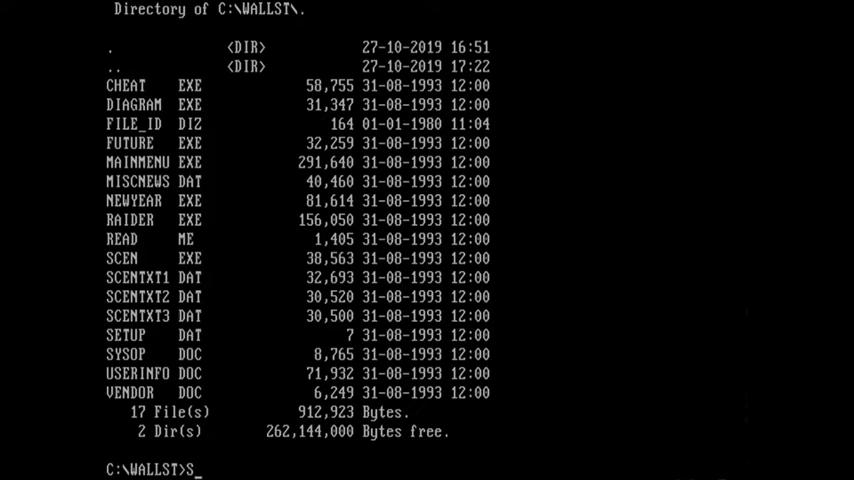 Directory of C:\WALLST\.
. <DIR> 27-10-2019 16:51
.. <DIR> 27-10-2019 17:22
CHEAT EXE 58,755 31-08-1993 12:00
DIAGRAM EXE 31,347 31-08-1993 12:00
FILE_ID DIZ 164 01-01-1980 11:04
FUTURE EXE 32,259 31-08-1993 12:00
MAINMENU EXE 291,640 31-08-1993 12:00
MISCNEWS DAT 40,460 31-08-1993 12:00
NEWYEAR EXE 81,614 31-08-1993 12:00
RAIDER EXE 156,050 31-08-1993 12:00
READ ME 1,405 31-08-1993 12:00
SCEN EXE 38,563 31-08-1993 12:00
SCENTXT1 DAT 32,693 31-08-1993 12:00
SCENTXT2 DAT 30,520 31-08-1993 12:00
SCENTXT3 DAT 30,500 31-08-1993 12:00
SETUP DAT 7 31-08-1993 12:00
SYSOP DOC 8,765 31-08-1993 12:00
USERINFO DOC 71,932 31-08-1993 12:00
VENDOR DOC 6,249 31-08-1993 12:00
17 File(s) 912,923 Bytes.
2 Dir(s) 262,144,000 Bytes free.
C:\WALLST>S_